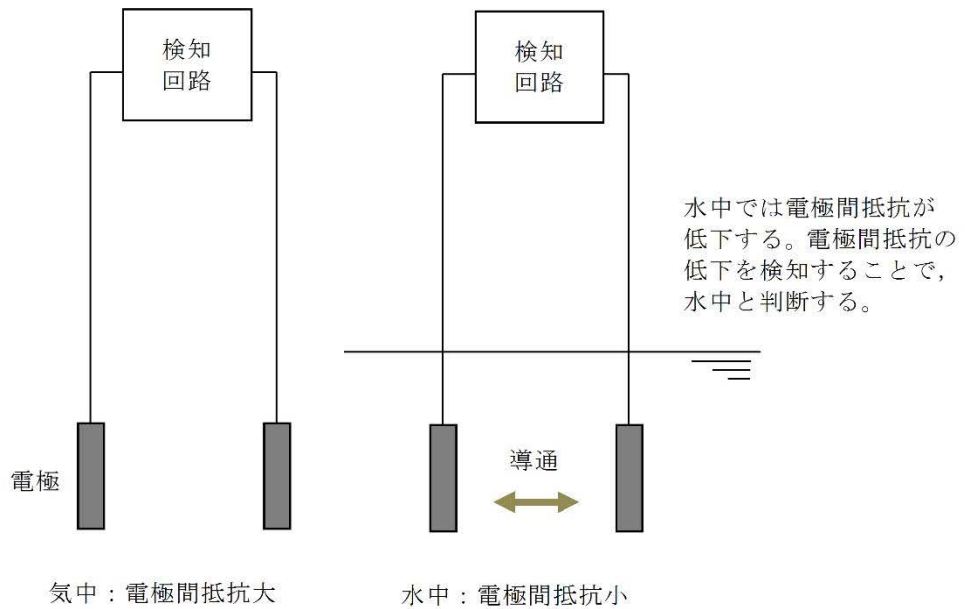 検知
回路
検知
回路
水中では電極間抵抗が
低下する。電極間抵抗の
低下を検知することで，
水中と判断する。
電極
導通
気中：電極間抵抗大
水中：電極間抵抗小